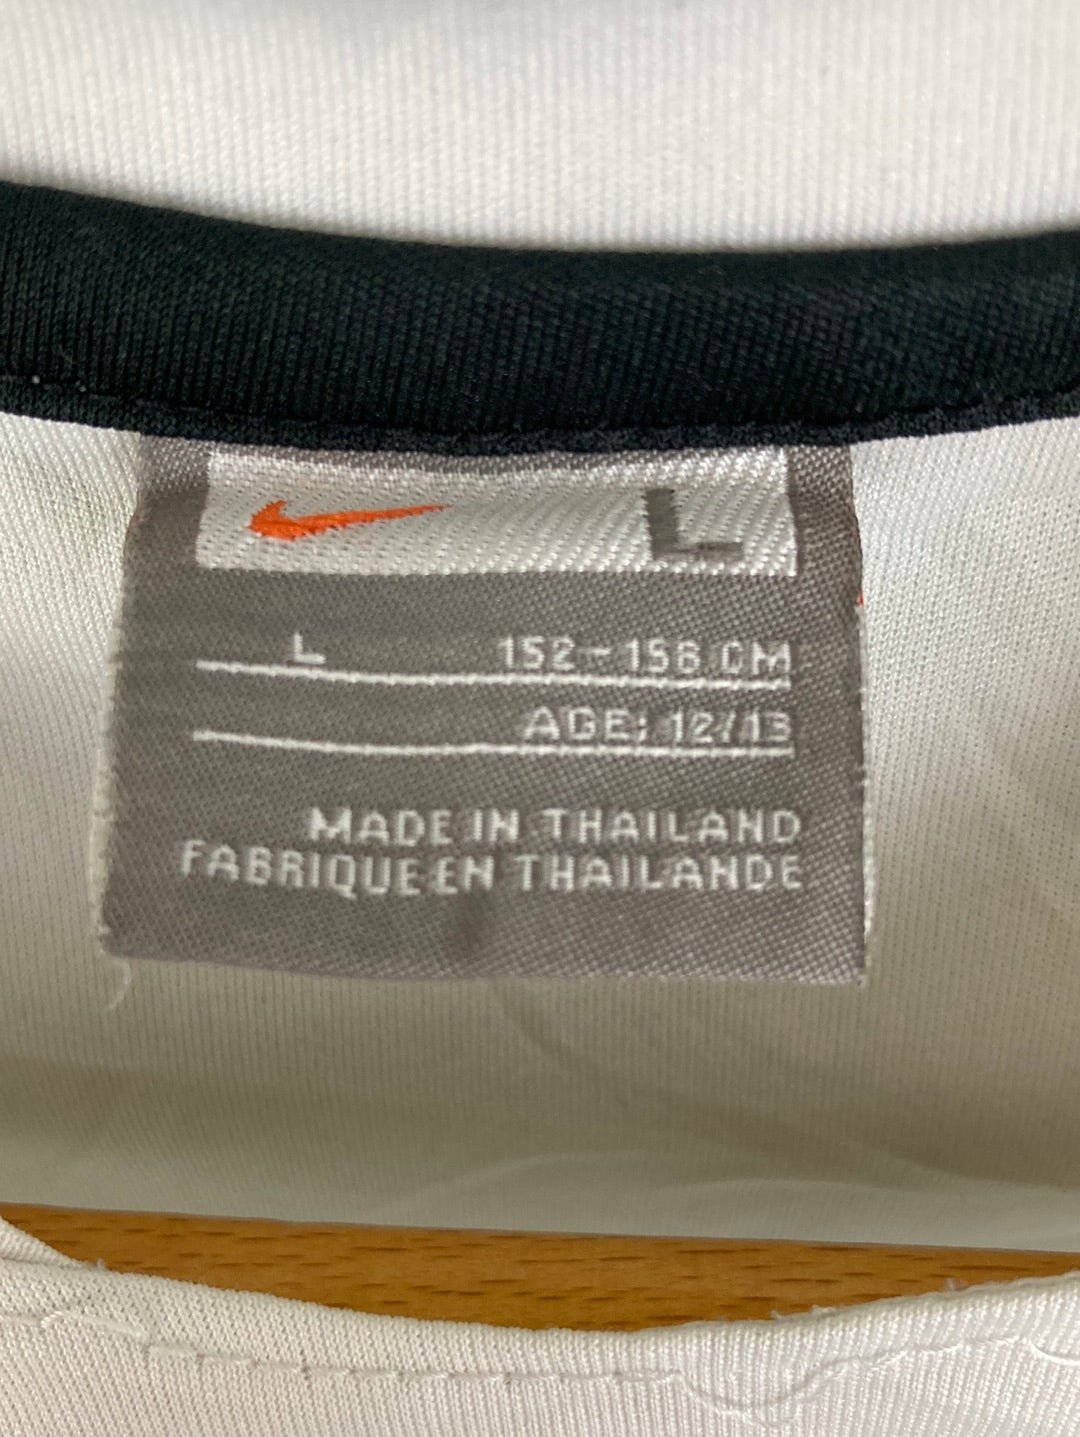 L
L 152-158 CM
AGE: 12/13
MADE IN THAILAND
FABRIQUE EN THAILANDE